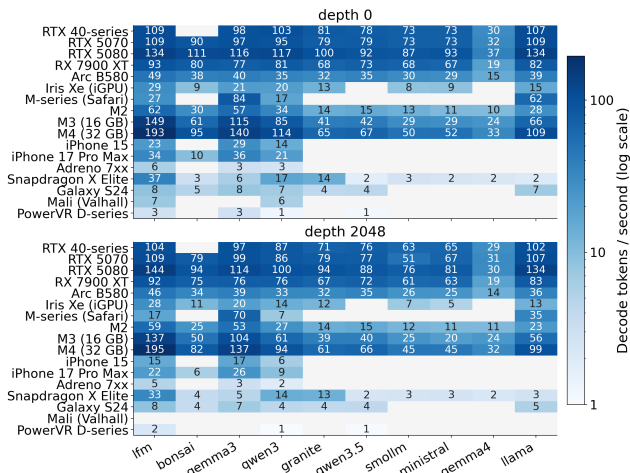 depth 0
RTX 40-series 109 98 103 81 78 73 73 30 107
RTX 5070 109 90 97 95 79 79 73 73 32 109
RTX 5080 134 111 116 117 100 92 87 93 37 134
RX 7900 XT 93 80 77 81 68 73 68 67 19 82
Arc B580 49 38 40 35 32 35 30 29 15 39
Iris Xe (iGPU) 29 9 21 20 13 8 9 15
M-series (Safari) 27 84 17 62
M2 62 30 57 34 14 15 13 11 10 28
M3 (16 GB) 149 61 115 85 41 42 29 29 24 66
M4 (32 GB) 193 95 140 114 65 67 50 52 33 109
iPhone 15 23 29 14
iPhone 17 Pro Max 34 10 36 21
Adreno 7xx 6 3 3
Snapdragon X Elite 37 3 6 17 14 2 3 2 2 2
Galaxy S24 8 5 8 7 4 4 7
Mali (Valhall) 7 6
PowerVR D-series 3 3 1 1
depth 2048
RTX 40-series 104 97 87 71 76 63 65 29 102
RTX 5070 109 79 99 86 79 77 51 67 31 107
RTX 5080 144 94 114 100 94 88 76 81 30 134
RX 7900 XT 92 75 76 76 67 72 61 63 19 83
Arc B580 46 34 39 33 32 35 26 25 14 36
Iris Xe (iGPU) 28 11 20 14 12 7 5 13
M-series (Safari) 17 70 7 35
M2 59 25 53 27 14 15 12 11 11 23
M3 (16 GB) 137 50 104 61 39 40 25 20 24 56
M4 (32 GB) 195 82 137 94 61 66 45 45 32 99
iPhone 15 15 17 6
iPhone 17 Pro Max 22 6 26 9
Adreno 7xx 5 3 2
Snapdragon X Elite 33 4 5 14 13 2 3 3 2 3
Galaxy S24 8 4 7 4 4 4 5
Mali (Valhall)
PowerVR D-series 2 1 1
lfm bonsai gemma3 qwen3 granite qwen3.5 smollm ministral gemma4 llama
100
10
1
Decode tokens / second (log scale)